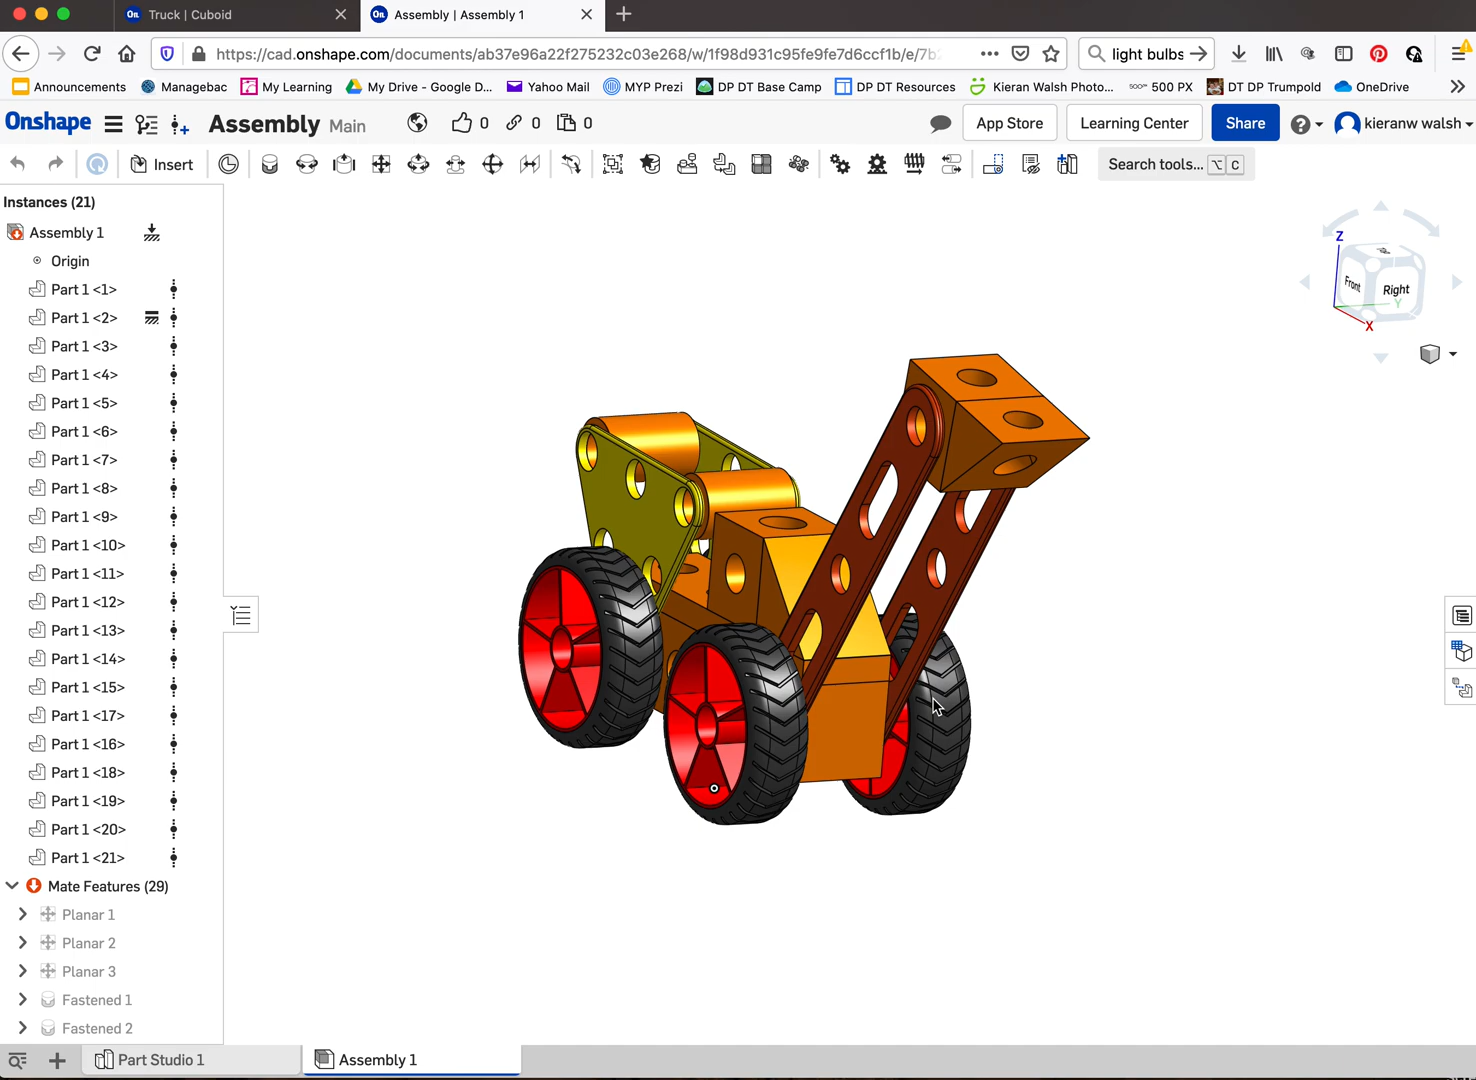 Truck | Cuboid
Assembly | Assembly 1
https://cad.onshape.com/documents/ab37e96a22f275232c03e268/w/1f98d931c95fe9fe7d6ccf1b/e/7b
light bulbs
Announcements
Managebac
My Learning
My Drive - Google D...
Yahoo Mail
MYP Prezi
DP DT Base Camp
DP DT Resources
Kieran Walsh Photo...
500 PX
DT DP Trumpold
OneDrive
Onshape
Assembly Main
0
0
0
App Store
Learning Center
Share
kieranw walsh
Insert
Search tools... ⌥ C
Instances (21)
Assembly 1
Origin
Part 1 <1>
Part 1 <2>
Part 1 <3>
Part 1 <4>
Part 1 <5>
Part 1 <6>
Part 1 <7>
Part 1 <8>
Part 1 <9>
Part 1 <10>
Part 1 <11>
Part 1 <12>
Part 1 <13>
Part 1 <14>
Part 1 <15>
Part 1 <17>
Part 1 <16>
Part 1 <18>
Part 1 <19>
Part 1 <20>
Part 1 <21>
Mate Features (29)
Planar 1
Planar 2
Planar 3
Fastened 1
Fastened 2
Z
Front
Right
Y
X
Part Studio 1
Assembly 1